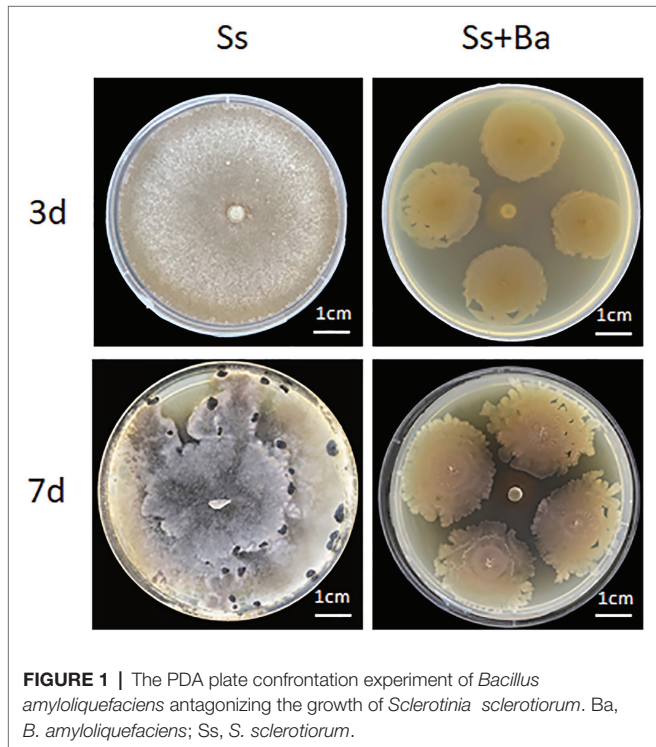 Ss
Ss+Ba
3d
1cm
1cm
7d
1cm
1cm
FIGURE 1 | The PDA plate confrontation experiment of Bacillus
amyloliquefaciens antagonizing the growth of Sclerotinia sclerotiorum. Ba,
B. amyloliquefaciens; Ss, S. sclerotiorum.